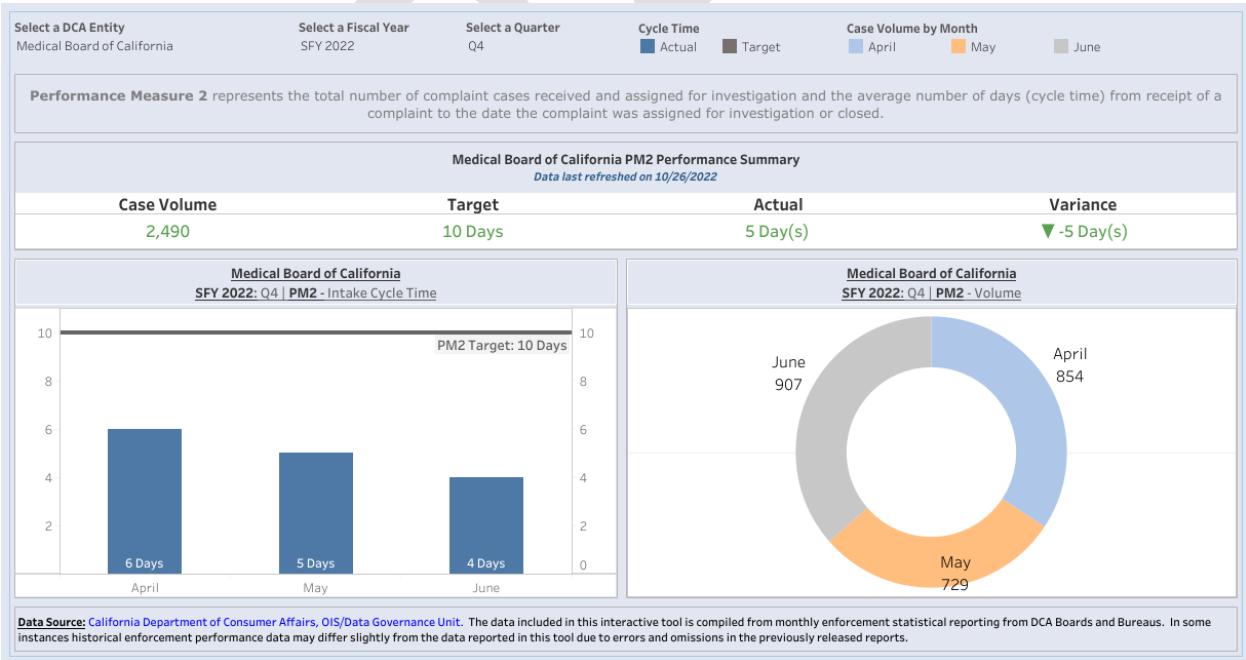 Select a DCA Entity
Medical Board of California
Select a Fiscal Year
SFY 2022
Select a Quarter
Q4
Cycle Time
Actual
Target
Case Volume by Month
April
May
June
Performance Measure 2 represents the total number of complaint cases received and assigned for investigation and the average number of days (cycle time) from receipt of a
complaint to the date the complaint was assigned for investigation or closed.
Medical Board of California PM2 Performance Summary
Data last refreshed on 10/26/2022
Case Volume
Target
Actual
Variance
2,490
10 Days
5 Day(s)
▼ -5 Day(s)
Medical Board of California
SFY 2022: Q4 | PM2 - Intake Cycle Time
10
8
6
4
2
PM2 Target: 10 Days
10
8
6
4
2
0
6 Days
5 Days
4 Days
April
May
June
Medical Board of California
SFY 2022: Q4 | PM2 - Volume
June
907
April
854
May
729
Data Source: California Department of Consumer Affairs, OIS/Data Governance Unit. The data included in this interactive tool is compiled from monthly enforcement statistical reporting from DCA Boards and Bureaus. In some
instances historical enforcement performance data may differ slightly from the data reported in this tool due to errors and omissions in the previously released reports.